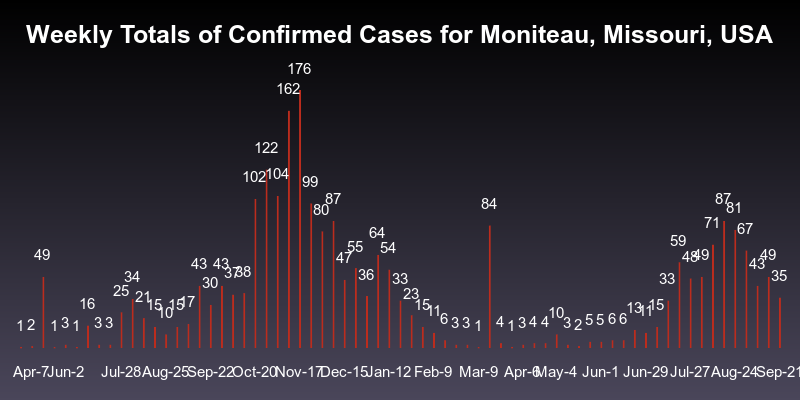 Weekly Totals of Confirmed Cases for Moniteau, Missouri, USA
1 2 49 1 3 1 16 3 3 25 34 21 15 10 15 17 43 30 43 37 38 102 122 104 162 176 99 80 87 47 55 36 64 54 33 23 15 11 6 3 3 1 84 4 1 3 4 4 10 3 2 5 5 6 6 13 11 15 33 59 48 49 71 87 81 67 43 49 35
Apr-7 Jun-2 Jul-28 Aug-25 Sep-22 Oct-20 Nov-17 Dec-15 Jan-12 Feb-9 Mar-9 Apr-6 May-4 Jun-1 Jun-29 Jul-27 Aug-24 Sep-21